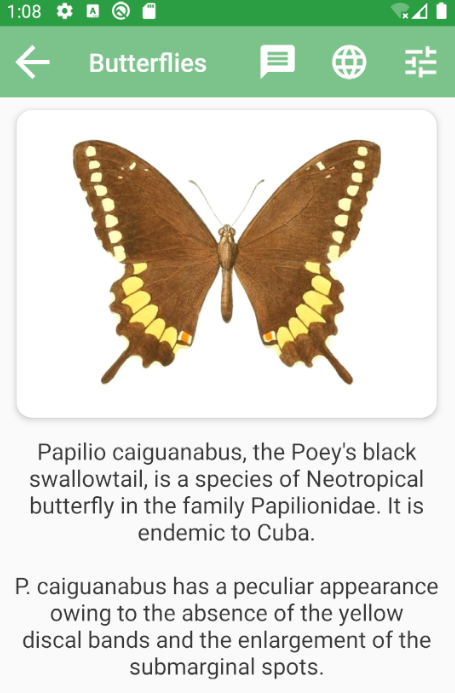 1:08
A
Butterflies
Papilio caiguanabus, the Poey's black
swallowtail, is a species of Neotropical
butterfly in the family Papilionidae. It is
endemic to Cuba.
P. caiguanabus has a peculiar appearance
owing to the absence of the yellow
discal bands and the enlargement of the
submarginal spots.